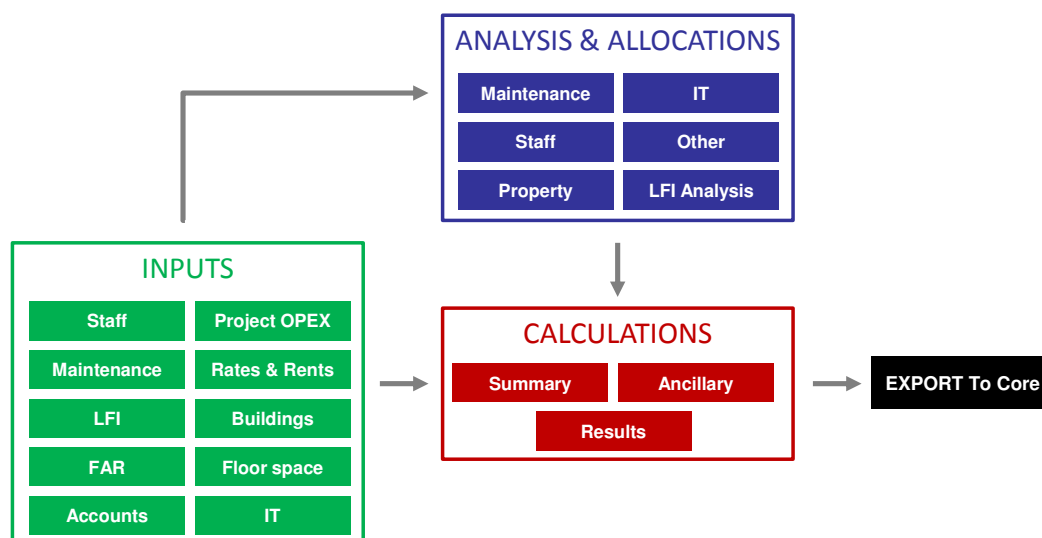 ANALYSIS & ALLOCATIONS
Maintenance
IT
Staff
Other
Property
LFI Analysis
INPUTS
Staff
Project OPEX
Maintenance
Rates & Rents
LFI
Buildings
FAR
Floor space
Accounts
IT
CALCULATIONS
Summary
Ancillary
Results
EXPORT To Core